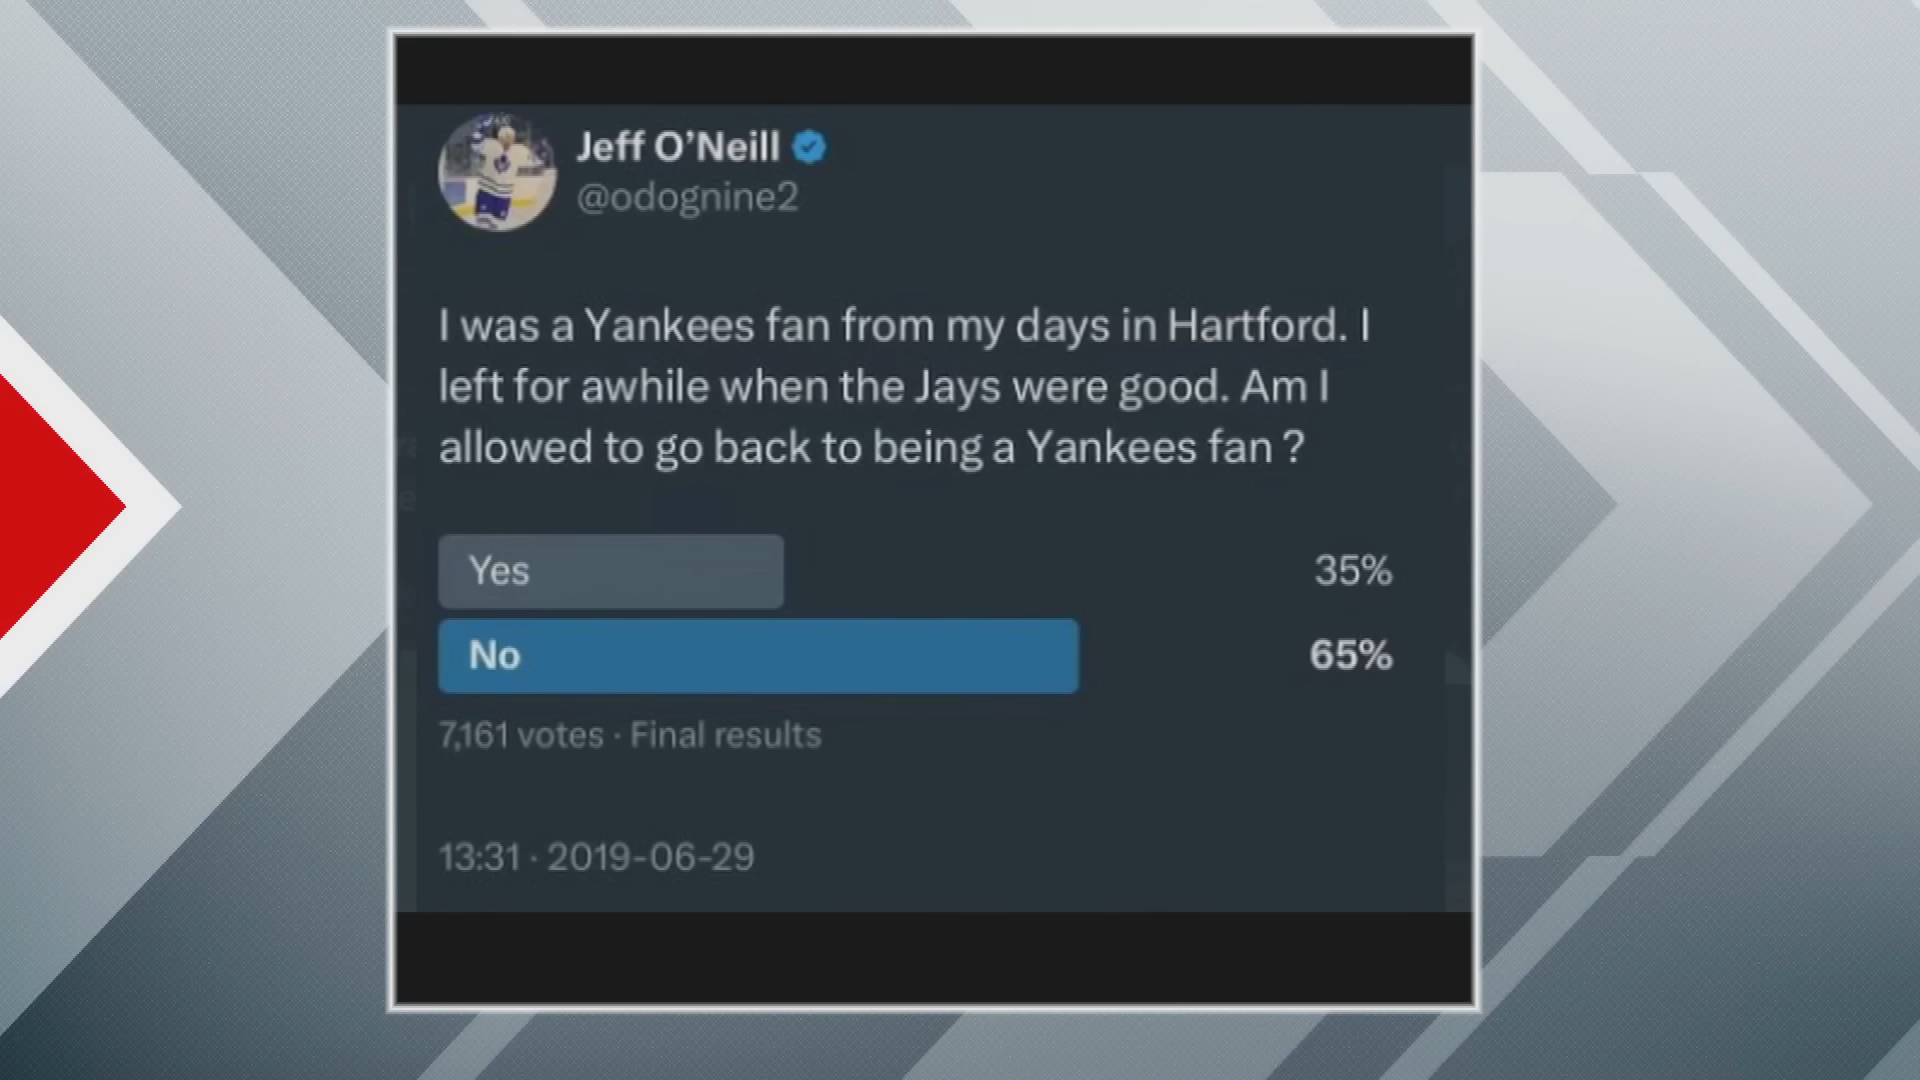 Jeff O’Neill
@odognine2
I was a Yankees fan from my days in Hartford. I
left for awhile when the Jays were good. Am I
allowed to go back to being a Yankees fan ?
Yes 35%
No 65%
7,161 votes · Final results
13:31 · 2019-06-29